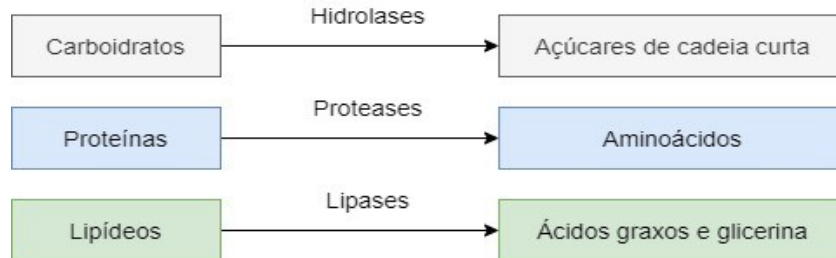 Hidrolases
Carboidratos
Açúcares de cadeia curta
Proteases
Proteínas
Aminoácidos
Lipases
Lipídeos
Ácidos graxos e glicerina